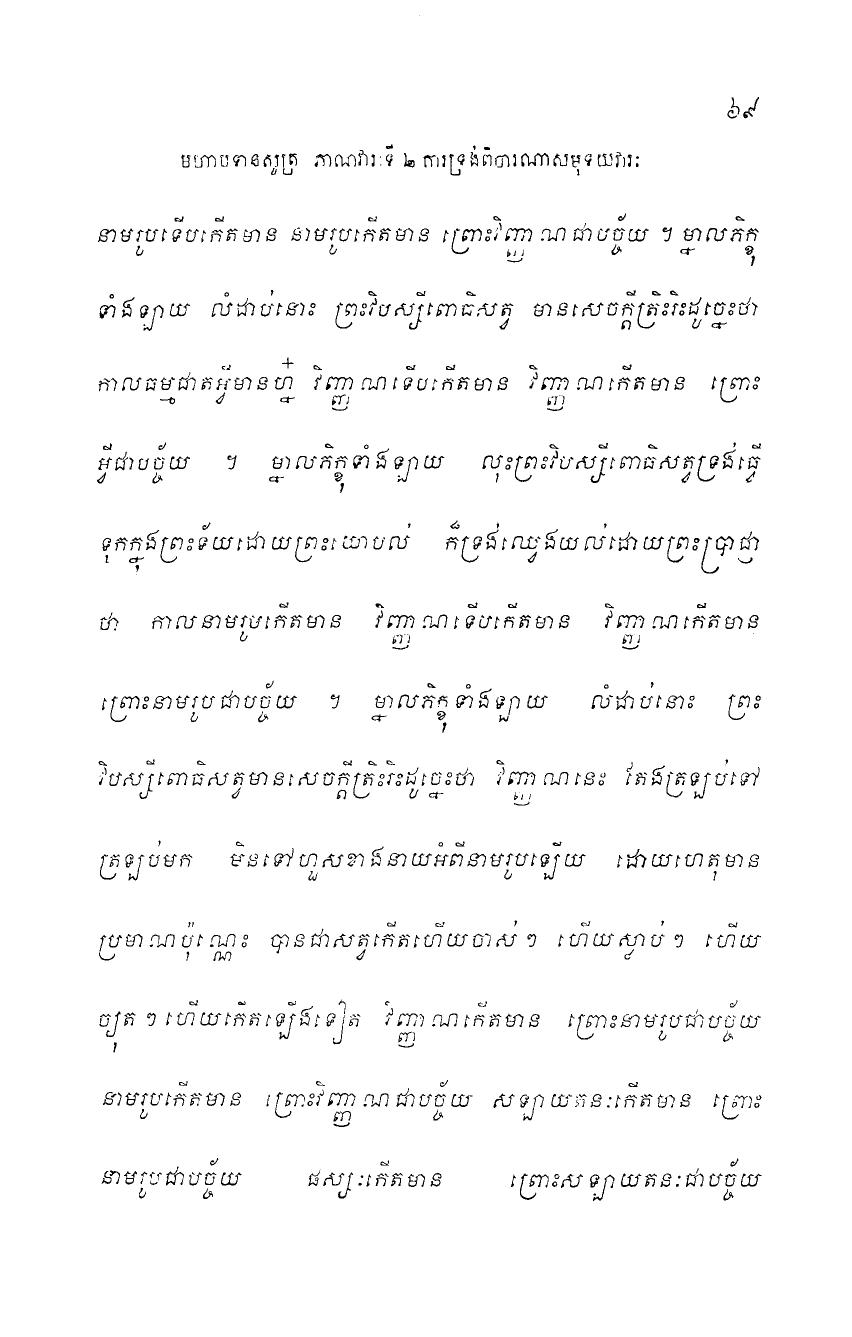 ៦៩
មហាបទានសូត្រ ភាណវារៈទី ២ ការទ្រង់ពិចារណាសមុទយវារៈ
នាមរូបទើបកើតមាន នាមរូបកើតមាន ព្រោះវិញ្ញាណជាបច្ច័យ ។ ម្នាលភិក្ខុ
ទាំងឡាយ លំដាប់នោះ ព្រះវិបស្សីពោធិសត្វ មានសេចក្តីត្រិះរិះដូច្នេះថា
កាលធម្មជាតអ្វីមានហ្ន៎ វិញ្ញាណទើបកើតមាន វិញ្ញាណកើតមាន ព្រោះ
អ្វីជាបច្ច័យ ។ ម្នាលភិក្ខុទាំងឡាយ លុះព្រះវិបស្សីពោធិសត្វទ្រង់ធ្វើ
ទុកក្នុងព្រះទ័យដោយព្រះយោបល់ ក៏ទ្រង់ឈ្វេងយល់ដោយព្រះប្រាជ្ញា
ថា កាលនាមរូបកើតមាន វិញ្ញាណទើបកើតមាន វិញ្ញាណកើតមាន
ព្រោះនាមរូបជាបច្ច័យ ។ ម្នាលភិក្ខុទាំងឡាយ លំដាប់នោះ ព្រះ
វិបស្សីពោធិសត្វមានសេចក្តីត្រិះរិះដូច្នេះថា វិញ្ញាណនេះ តែងត្រឡប់ទៅ
ត្រឡប់មក មិនទៅហួសខាងនាយអំពីនាមរូបឡើយ ដោយហេតុមាន
ប្រមាណប៉ុណ្ណេះ បានជាសត្វកើតហើយចាស់ៗ ហើយស្លាប់ៗ ហើយ
ច្យុតៗ ហើយកើតឡើងទៀត វិញ្ញាណកើតមាន ព្រោះនាមរូបជាបច្ច័យ
នាមរូបកើតមាន ព្រោះវិញ្ញាណជាបច្ច័យ សឡាយតនៈកើតមាន ព្រោះ
នាមរូបជាបច្ច័យ ផស្សៈកើតមាន ព្រោះសឡាយតនៈជាបច្ច័យ